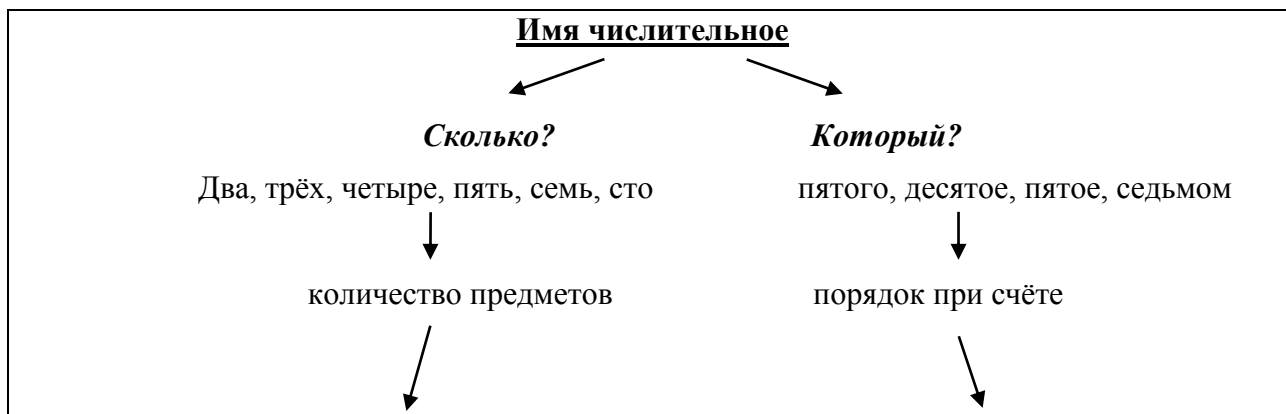 Имя числительное
Сколько? Который?
Два, трёх, четыре, пять, семь, сто пятого, десятое, пятое, седьмом
количество предметов порядок при счёте